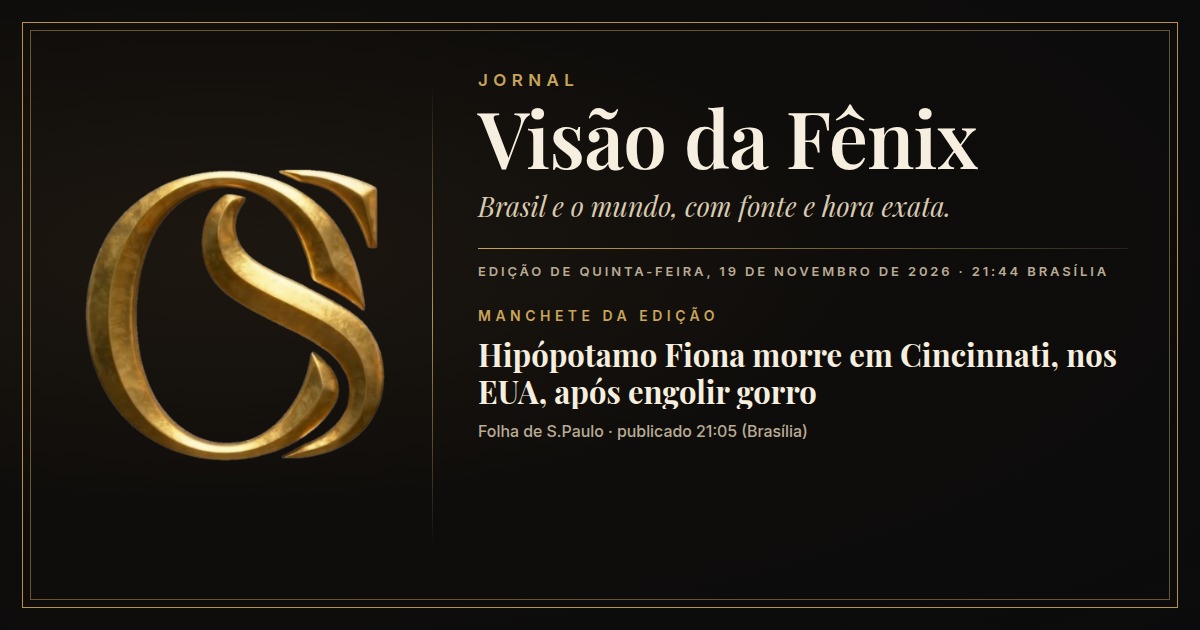 JORNAL
Visão da Fênix
Brasil e o mundo, com fonte e hora exata.
EDIÇÃO DE QUINTA-FEIRA, 19 DE NOVEMBRO DE 2026 · 21:44 BRASÍLIA
MANCHETE DA EDIÇÃO
Hipópotamo Fiona morre em Cincinnati, nos
EUA, após engolir gorro
Folha de S.Paulo · publicado 21:05 (Brasília)